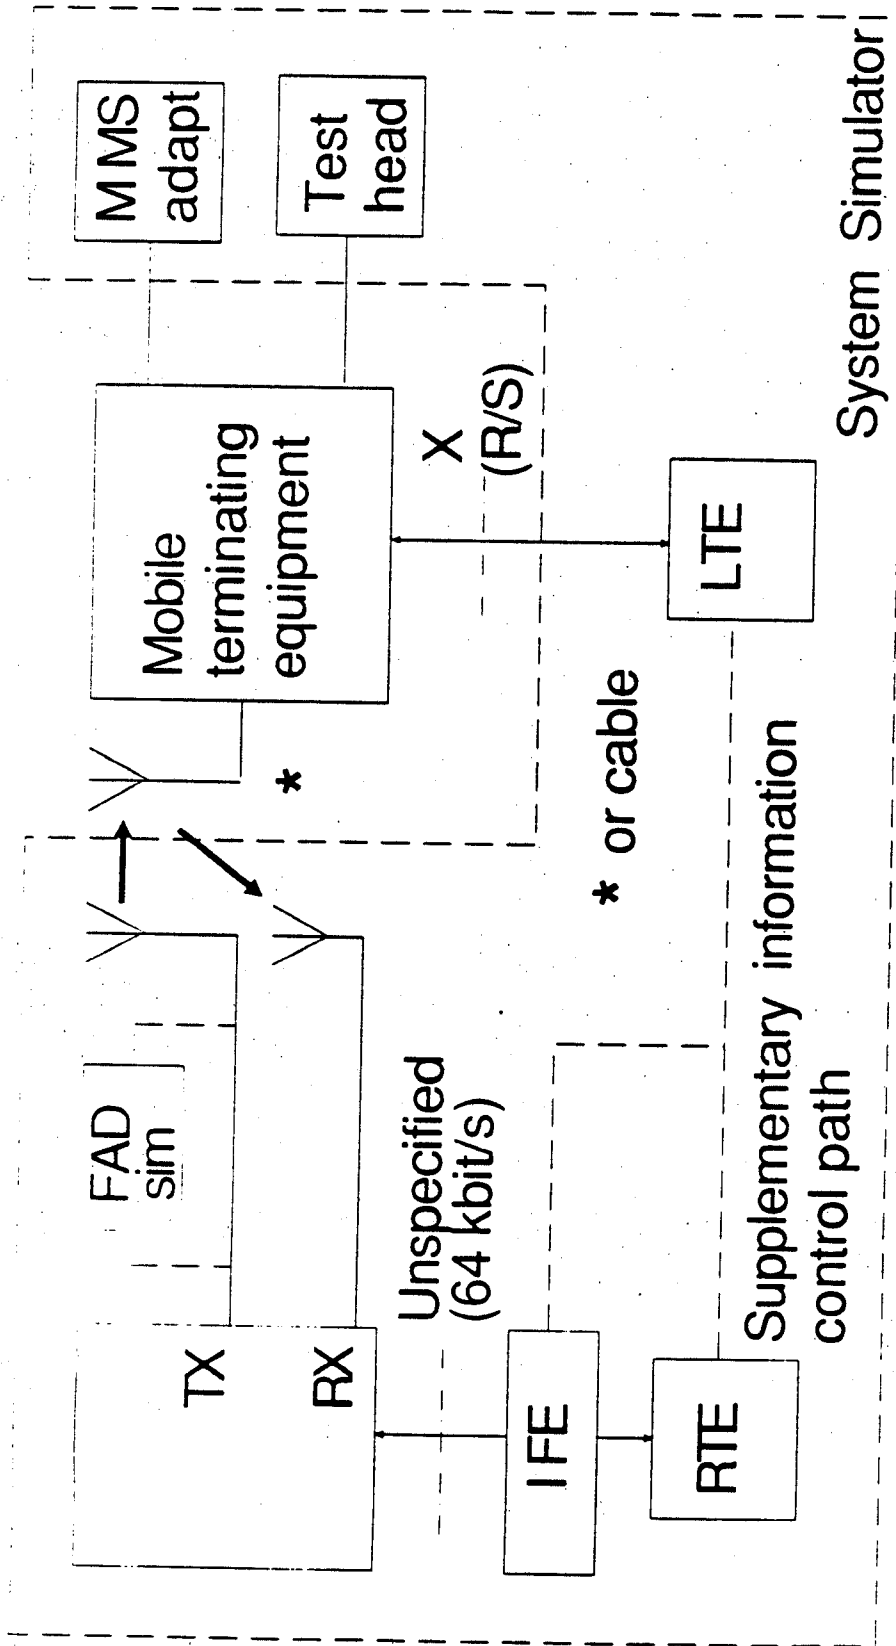 FAD
sim
TX
RX
Unspecified
(64 kbit/s)
IFE
RTE
Supplementary information
control path
*
* or cable
Mobile
terminating
equipment
X
(R/S)
LTE
MMS
adapt
Test
head
System Simulator